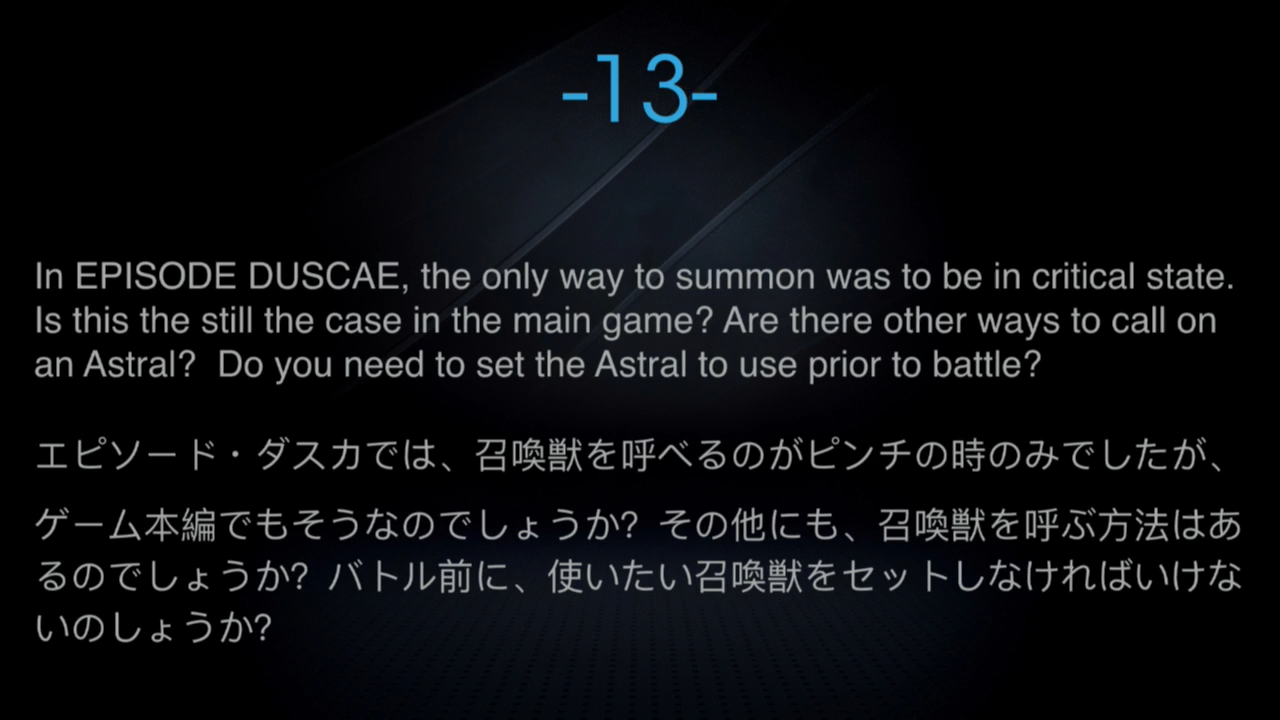 -13-
In EPISODE DUSCAE, the only way to summon was to be in critical state.
Is this the still the case in the main game? Are there other ways to call on
an Astral?  Do you need to set the Astral to use prior to battle?
エピソード・ダスカでは、召喚獣を呼べるのがピンチの時のみでしたが、
ゲーム本編でもそうなのでしょうか? その他にも、召喚獣を呼ぶ方法はあ
るのでしょうか? バトル前に、使いたい召喚獣をセットしなければいけな
いのしょうか?